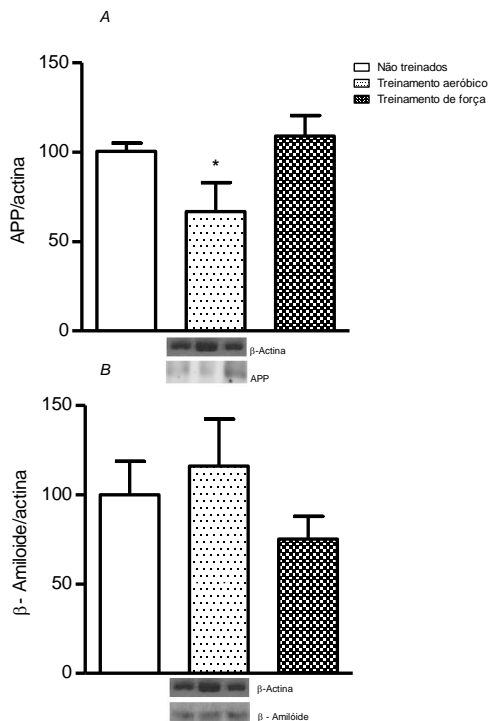 A
Não treinados
Treinamento aeróbico
Treinamento de força
APP/actina
150
100
50
0
*
β-Actina
APP
B
β- Amiloide/actina
150
100
50
0
β-Actina
β - Amilóide